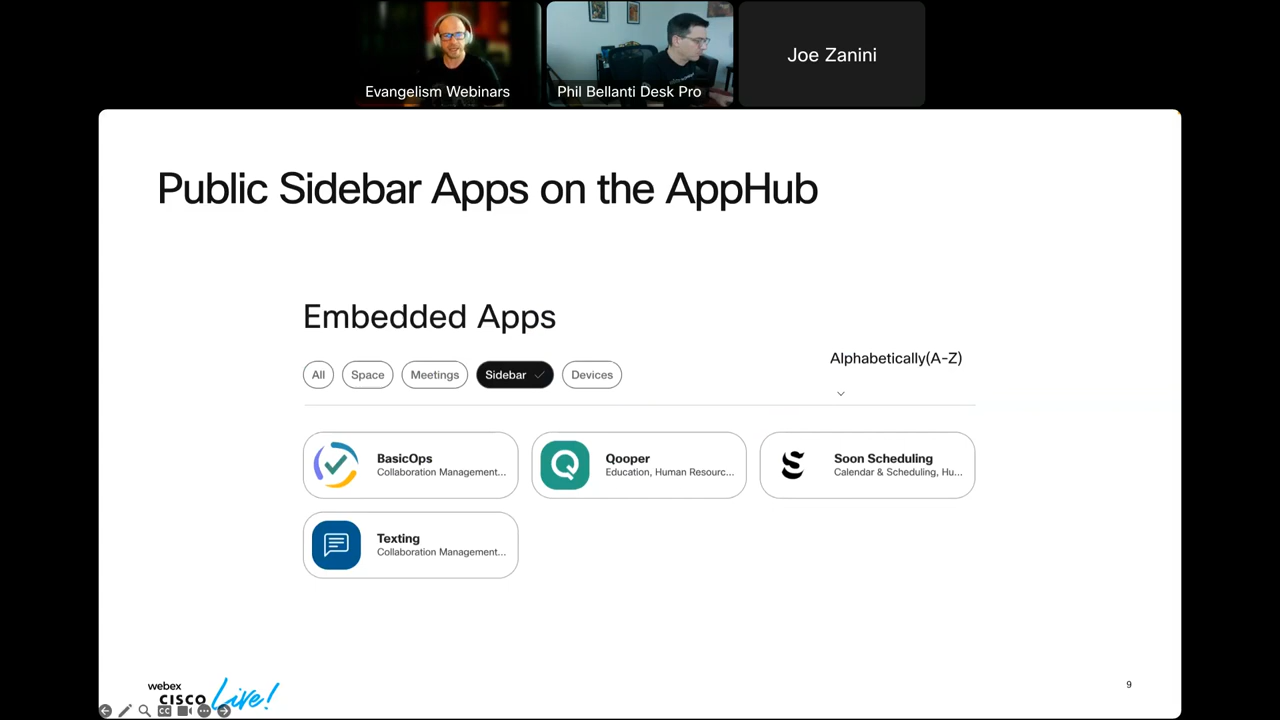 Evangelism Webinars
Phil Bellanti Desk Pro
Joe Zanini
Public Sidebar Apps on the AppHub
Embedded Apps
All
Space
Meetings
Sidebar
Devices
Alphabetically(A-Z)
BasicOps
Collaboration Management...
Qooper
Education, Human Resourc...
Soon Scheduling
Calendar & Scheduling, Hu...
Texting
Collaboration Management...
webex
CISCO Live!
9
CC